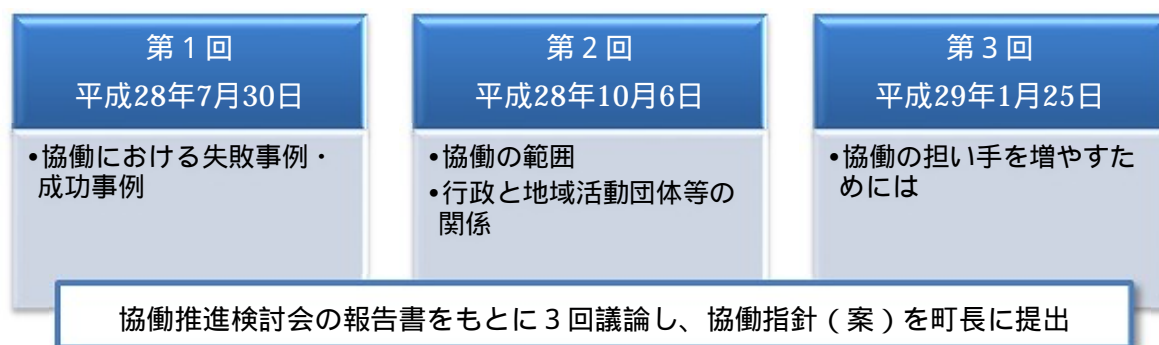 第１回
平成28年7月30日
•協働における失敗事例・
成功事例
第２回
平成28年10月6日
•協働の範囲
•行政と地域活動団体等の
関係
第３回
平成29年1月25日
•協働の担い手を増やすた
めには
協働推進検討会の報告書をもとに３回議論し、協働指針（案）を町長に提出